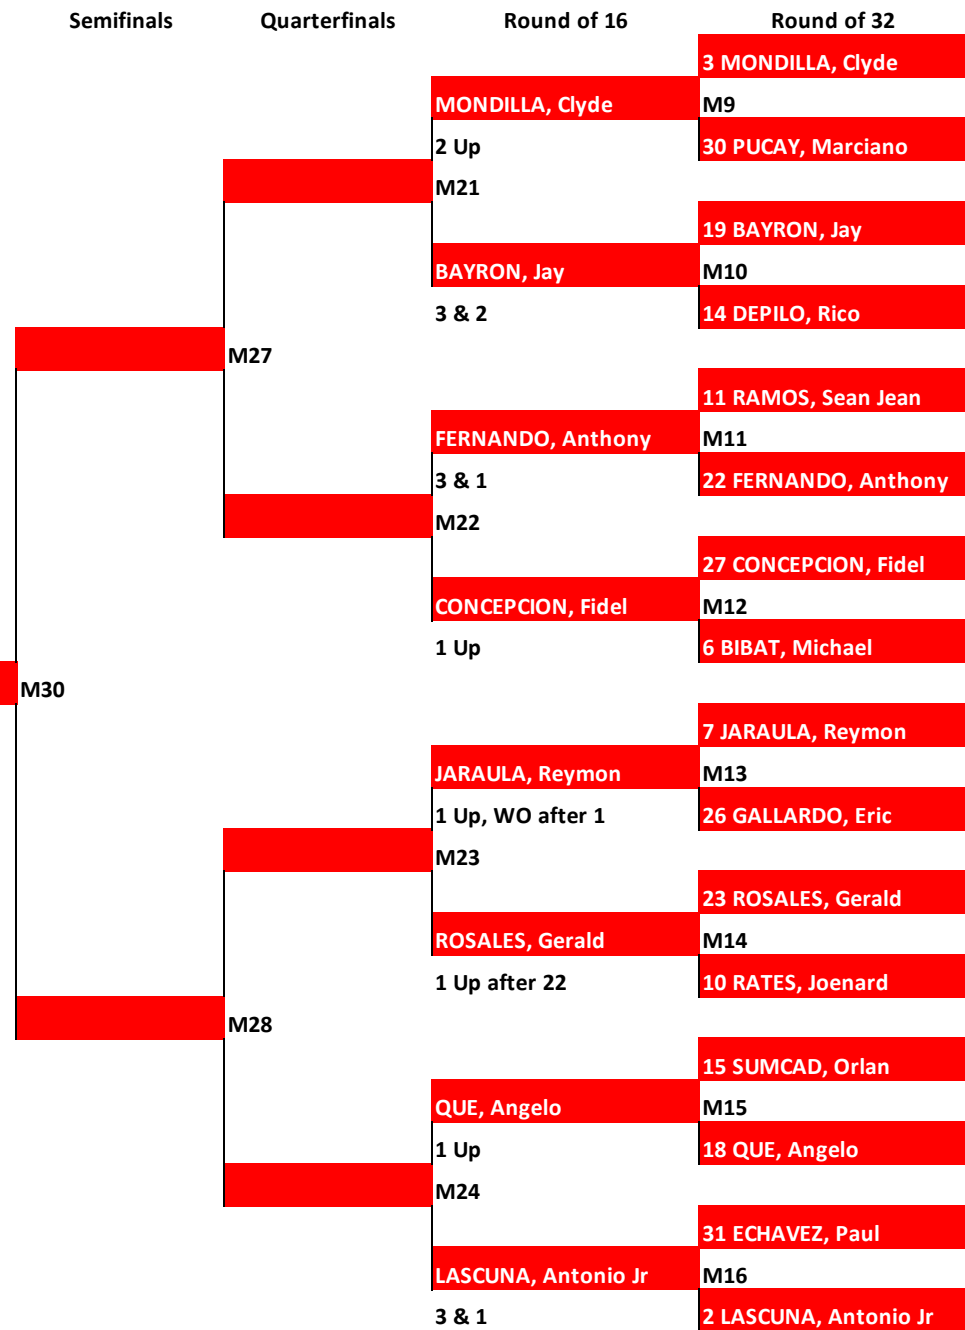 Semifinals Quarterfinals Round of 16 Round of 32
3 MONDILLA, Clyde
MONDILLA, Clyde M9
2 Up 30 PUCAY, Marciano
M21
19 BAYRON, Jay
BAYRON, Jay M10
3 & 2 14 DEPILO, Rico
M27
11 RAMOS, Sean Jean
FERNANDO, Anthony M11
3 & 1 22 FERNANDO, Anthony
M22
27 CONCEPCION, Fidel
CONCEPCION, Fidel M12
1 Up 6 BIBAT, Michael
M30
7 JARAULA, Reymon
JARAULA, Reymon M13
1 Up, WO after 1 26 GALLARDO, Eric
M23
23 ROSALES, Gerald
ROSALES, Gerald M14
1 Up after 22 10 RATES, Joenard
M28
15 SUMCAD, Orlan
QUE, Angelo M15
1 Up 18 QUE, Angelo
M24
31 ECHAVEZ, Paul
LASCUNA, Antonio Jr M16
3 & 1 2 LASCUNA, Antonio Jr